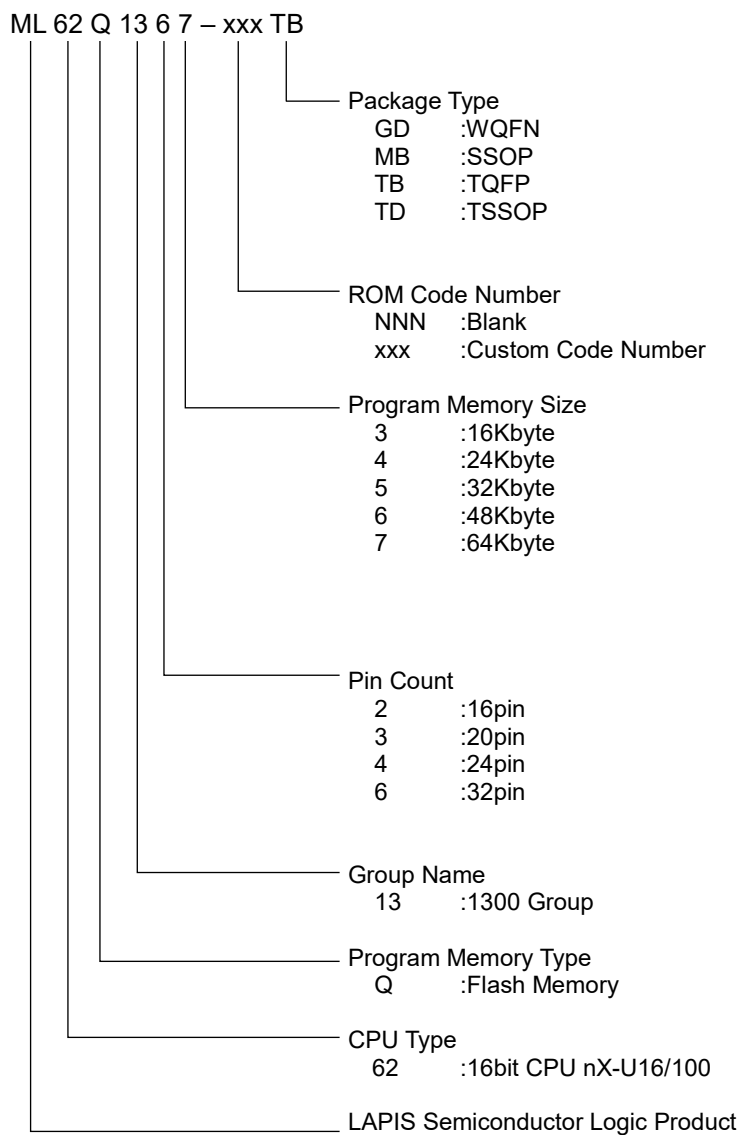 ML 62 Q 13 6 7 – xxx TB
Package Type
GD :WQFN
MB :SSOP
TB :TQFP
TD :TSSOP
ROM Code Number
NNN :Blank
xxx :Custom Code Number
Program Memory Size
3 :16Kbyte
4 :24Kbyte
5 :32Kbyte
6 :48Kbyte
7 :64Kbyte
Pin Count
2 :16pin
3 :20pin
4 :24pin
6 :32pin
Group Name
13 :1300 Group
Program Memory Type
Q :Flash Memory
CPU Type
62 :16bit CPU nX-U16/100
LAPIS Semiconductor Logic Product